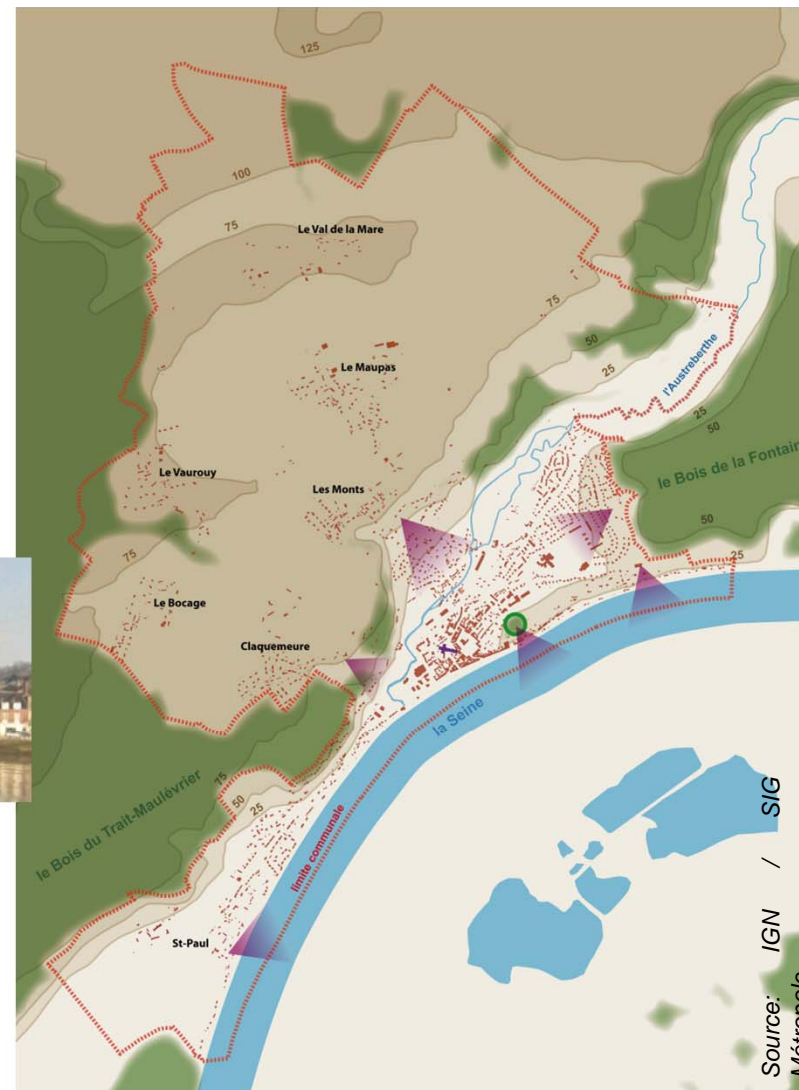 125
100
75
Le Val de la Mare
75
50
Le Maupas
25
l'Austreberthe
25
50
le Bois de la Fontain
Le Vaurouy
Les Monts
50
75
25
Le Bocage
Claquemeure
la Seine
75
50
25
le Bois du Trait-Maulévrier
limite communale
St-Paul
Source: IGN / SIG
Métropole